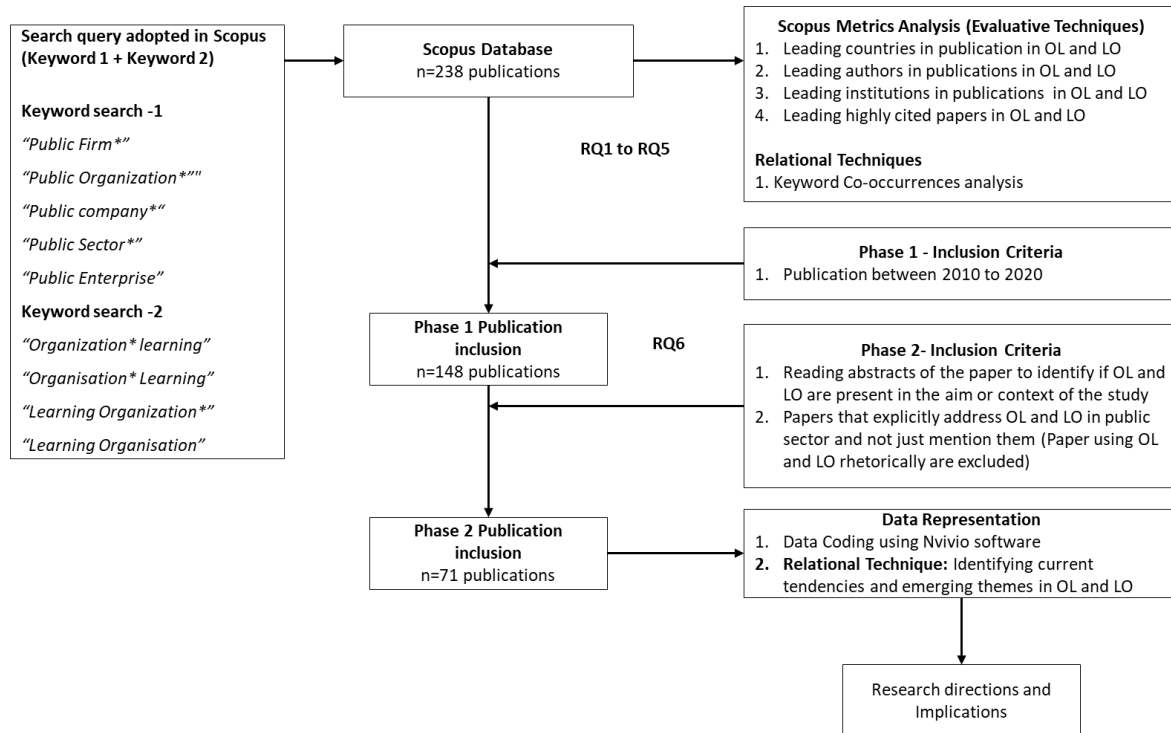 Search query adopted in Scopus
(Keyword 1 + Keyword 2)
Keyword search -1
“Public Firm*”
“Public Organization*”"
“Public company*“
“Public Sector*”
“Public Enterprise”
Keyword search -2
“Organization* learning”
“Organisation* Learning”
“Learning Organization*”
“Learning Organisation”
Scopus Database
n=238 publications
Scopus Metrics Analysis (Evaluative Techniques)
1. Leading countries in publication in OL and LO
2. Leading authors in publications in OL and LO
3. Leading institutions in publications in OL and LO
4. Leading highly cited papers in OL and LO
Relational Techniques
1. Keyword Co-occurrences analysis
RQ1 to RQ5
Phase 1 - Inclusion Criteria
1. Publication between 2010 to 2020
Phase 1 Publication
inclusion
n=148 publications
RQ6
Phase 2- Inclusion Criteria
1. Reading abstracts of the paper to identify if OL and
LO are present in the aim or context of the study
2. Papers that explicitly address OL and LO in public
sector and not just mention them (Paper using OL
and LO rhetorically are excluded)
Phase 2 Publication
inclusion
n=71 publications
Data Representation
1. Data Coding using Nvivio software
2. Relational Technique: Identifying current
tendencies and emerging themes in OL and LO
Research directions and
Implications